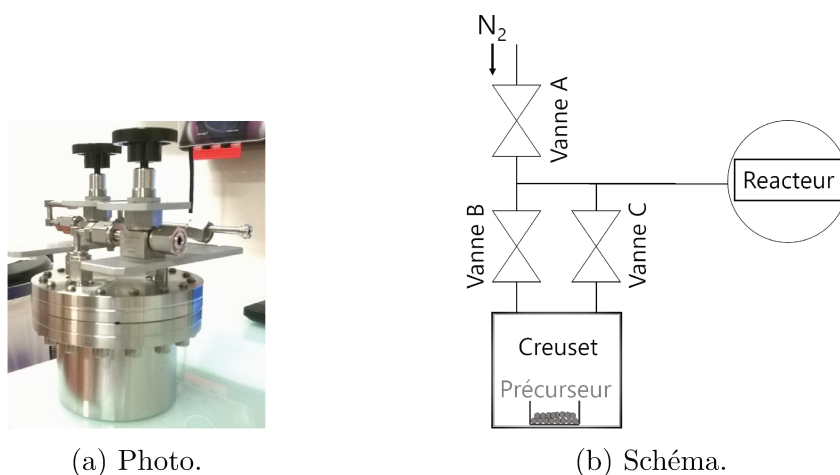 N₂
Vanne A
Reacteur
Vanne B
Vanne C
Creuset
Précurseur
(a) Photo.
(b) Schéma.